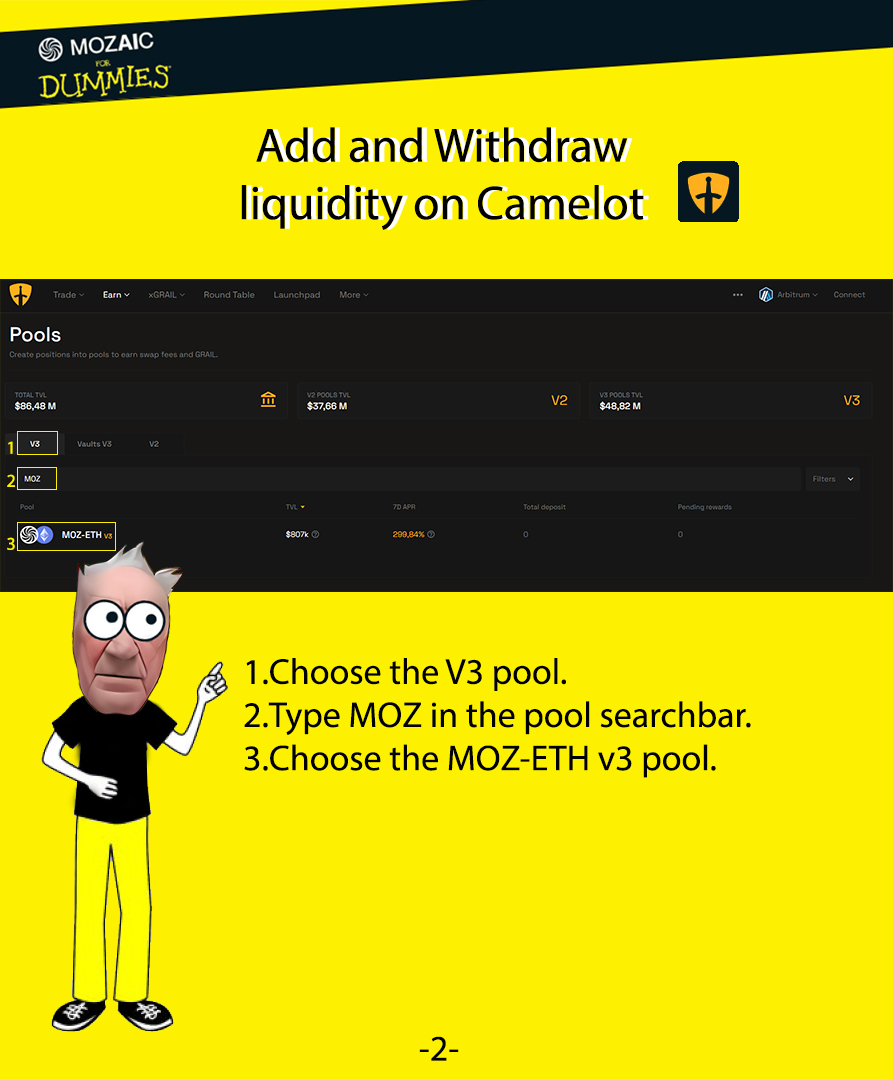 MOZAIC
FOR
DUMMIES
Add and Withdraw
liquidity on Camelot
Trade Earn xGRAIL Round Table Launchpad More ··· Arbitrum Connect
Pools
Create positions into pools to earn swap fees and GRAIL.
TOTAL TVL
$86,48 M
V2 POOLS TVL
$37,66 M
V2
V3 POOLS TVL
$48,82 M
V3
1 V3 Vaults V3 V2
2 MOZ Filters
Pool TVL 7D APR Total deposit Pending rewards
3 MOZ-ETH V3 $807k 299,84% 0 0
1.Choose the V3 pool.
2.Type MOZ in the pool searchbar.
3.Choose the MOZ-ETH v3 pool.
-2-